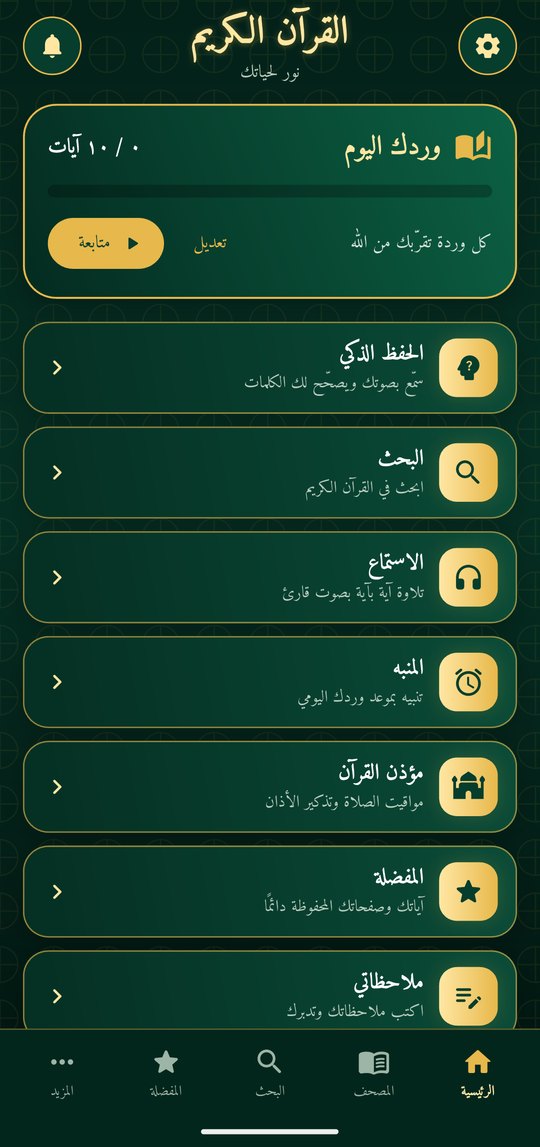 القرآن الكريم
نور لحياتك
وردك اليوم
٠ / ١٠ آيات
كل وردة تقرّبك من الله
تعديل
متابعة
الحفظ الذكي
سمّع بصوتك ويصحّح لك الكلمات
البحث
ابحث في القرآن الكريم
الاستماع
تلاوة آية بآية بصوت قارئ
المنبه
تنبيه بموعد وردك اليومي
مؤذن القرآن
مواقيت الصلاة وتذكير الأذان
المفضلة
آياتك وصفحاتك المحفوظة دائمًا
ملاحظاتي
اكتب ملاحظاتك وتدبرك
الرئيسية
المصحف
البحث
المفضلة
المزيد